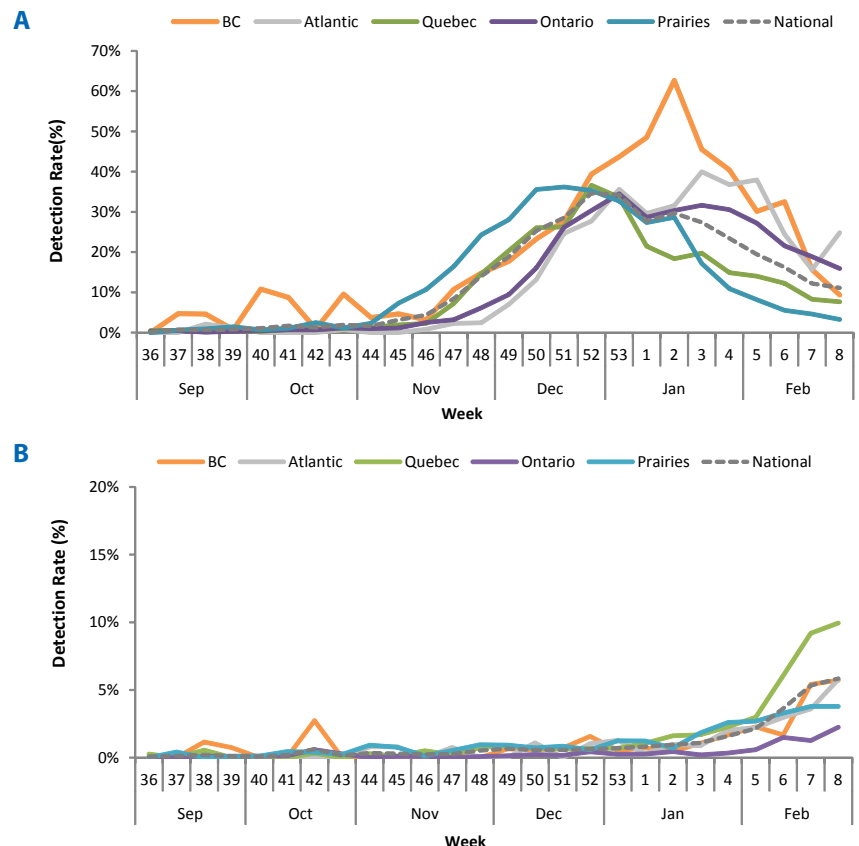 A
BC Atlantic Quebec Ontario Prairies National
70%
60%
50%
40%
30%
20%
10%
0%
Detection Rate(%)
36 37 38 39 40 41 42 43 44 45 46 47 48 49 50 51 52 53 1 2 3 4 5 6 7 8
Sep Oct Nov Dec Jan Feb
Week
B
BC Atlantic Quebec Ontario Prairies National
20%
15%
10%
5%
0%
Detection Rate (%)
36 37 38 39 40 41 42 43 44 45 46 47 48 49 50 51 52 53 1 2 3 4 5 6 7 8
Sep Oct Nov Dec Jan Feb
Week